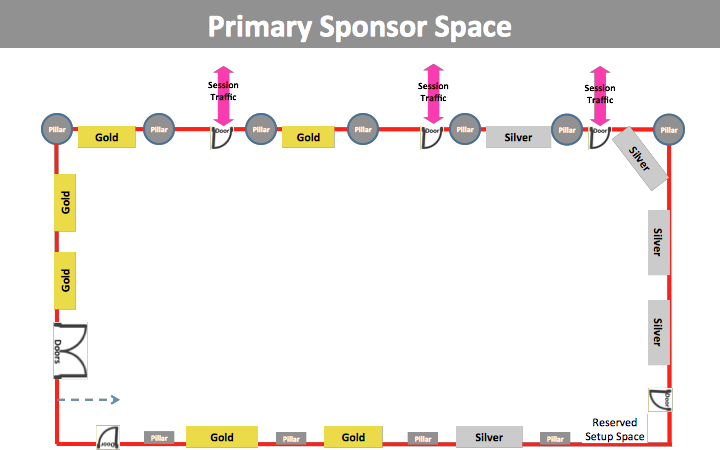 Primary Sponsor Space
Session
Traffic
Session
Traffic
Session
Traffic
Pillar
Gold
Pillar
Door
Pillar
Gold
Pillar
Door
Pillar
Silver
Pillar
Door
Pillar
Silver
Gold
Silver
Gold
Silver
Doors
Door
Reserved
Setup Space
Door
Pillar
Gold
Pillar
Gold
Pillar
Silver
Pillar